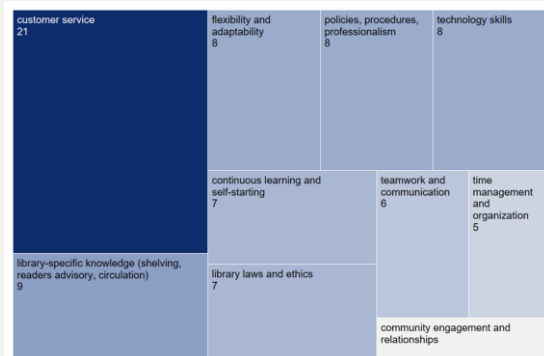 customer service
21
flexibility and
adaptability
8
policies, procedures,
professionalism
8
technology skills
8
continuous learning and
self-starting
7
teamwork and
communication
6
time
management
and
organization
5
library-specific knowledge (shelving,
readers advisory, circulation)
9
library laws and ethics
7
community engagement and
relationships